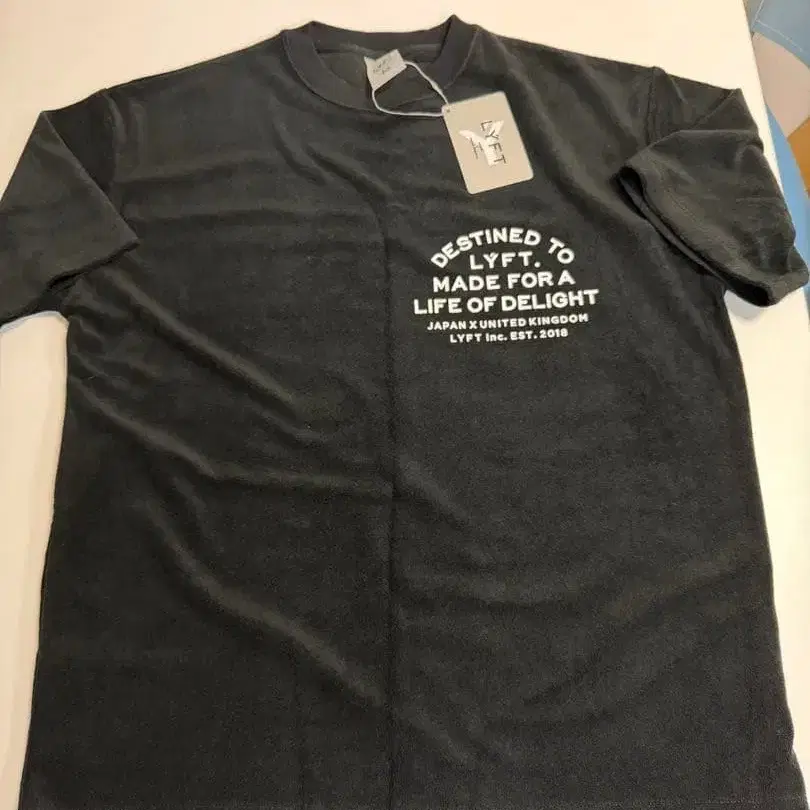 LYFT
DESTINED TO
LYFT.
MADE FOR A
LIFE OF DELIGHT
JAPAN X UNITED KINGDOM
LYFT Inc. EST. 2018